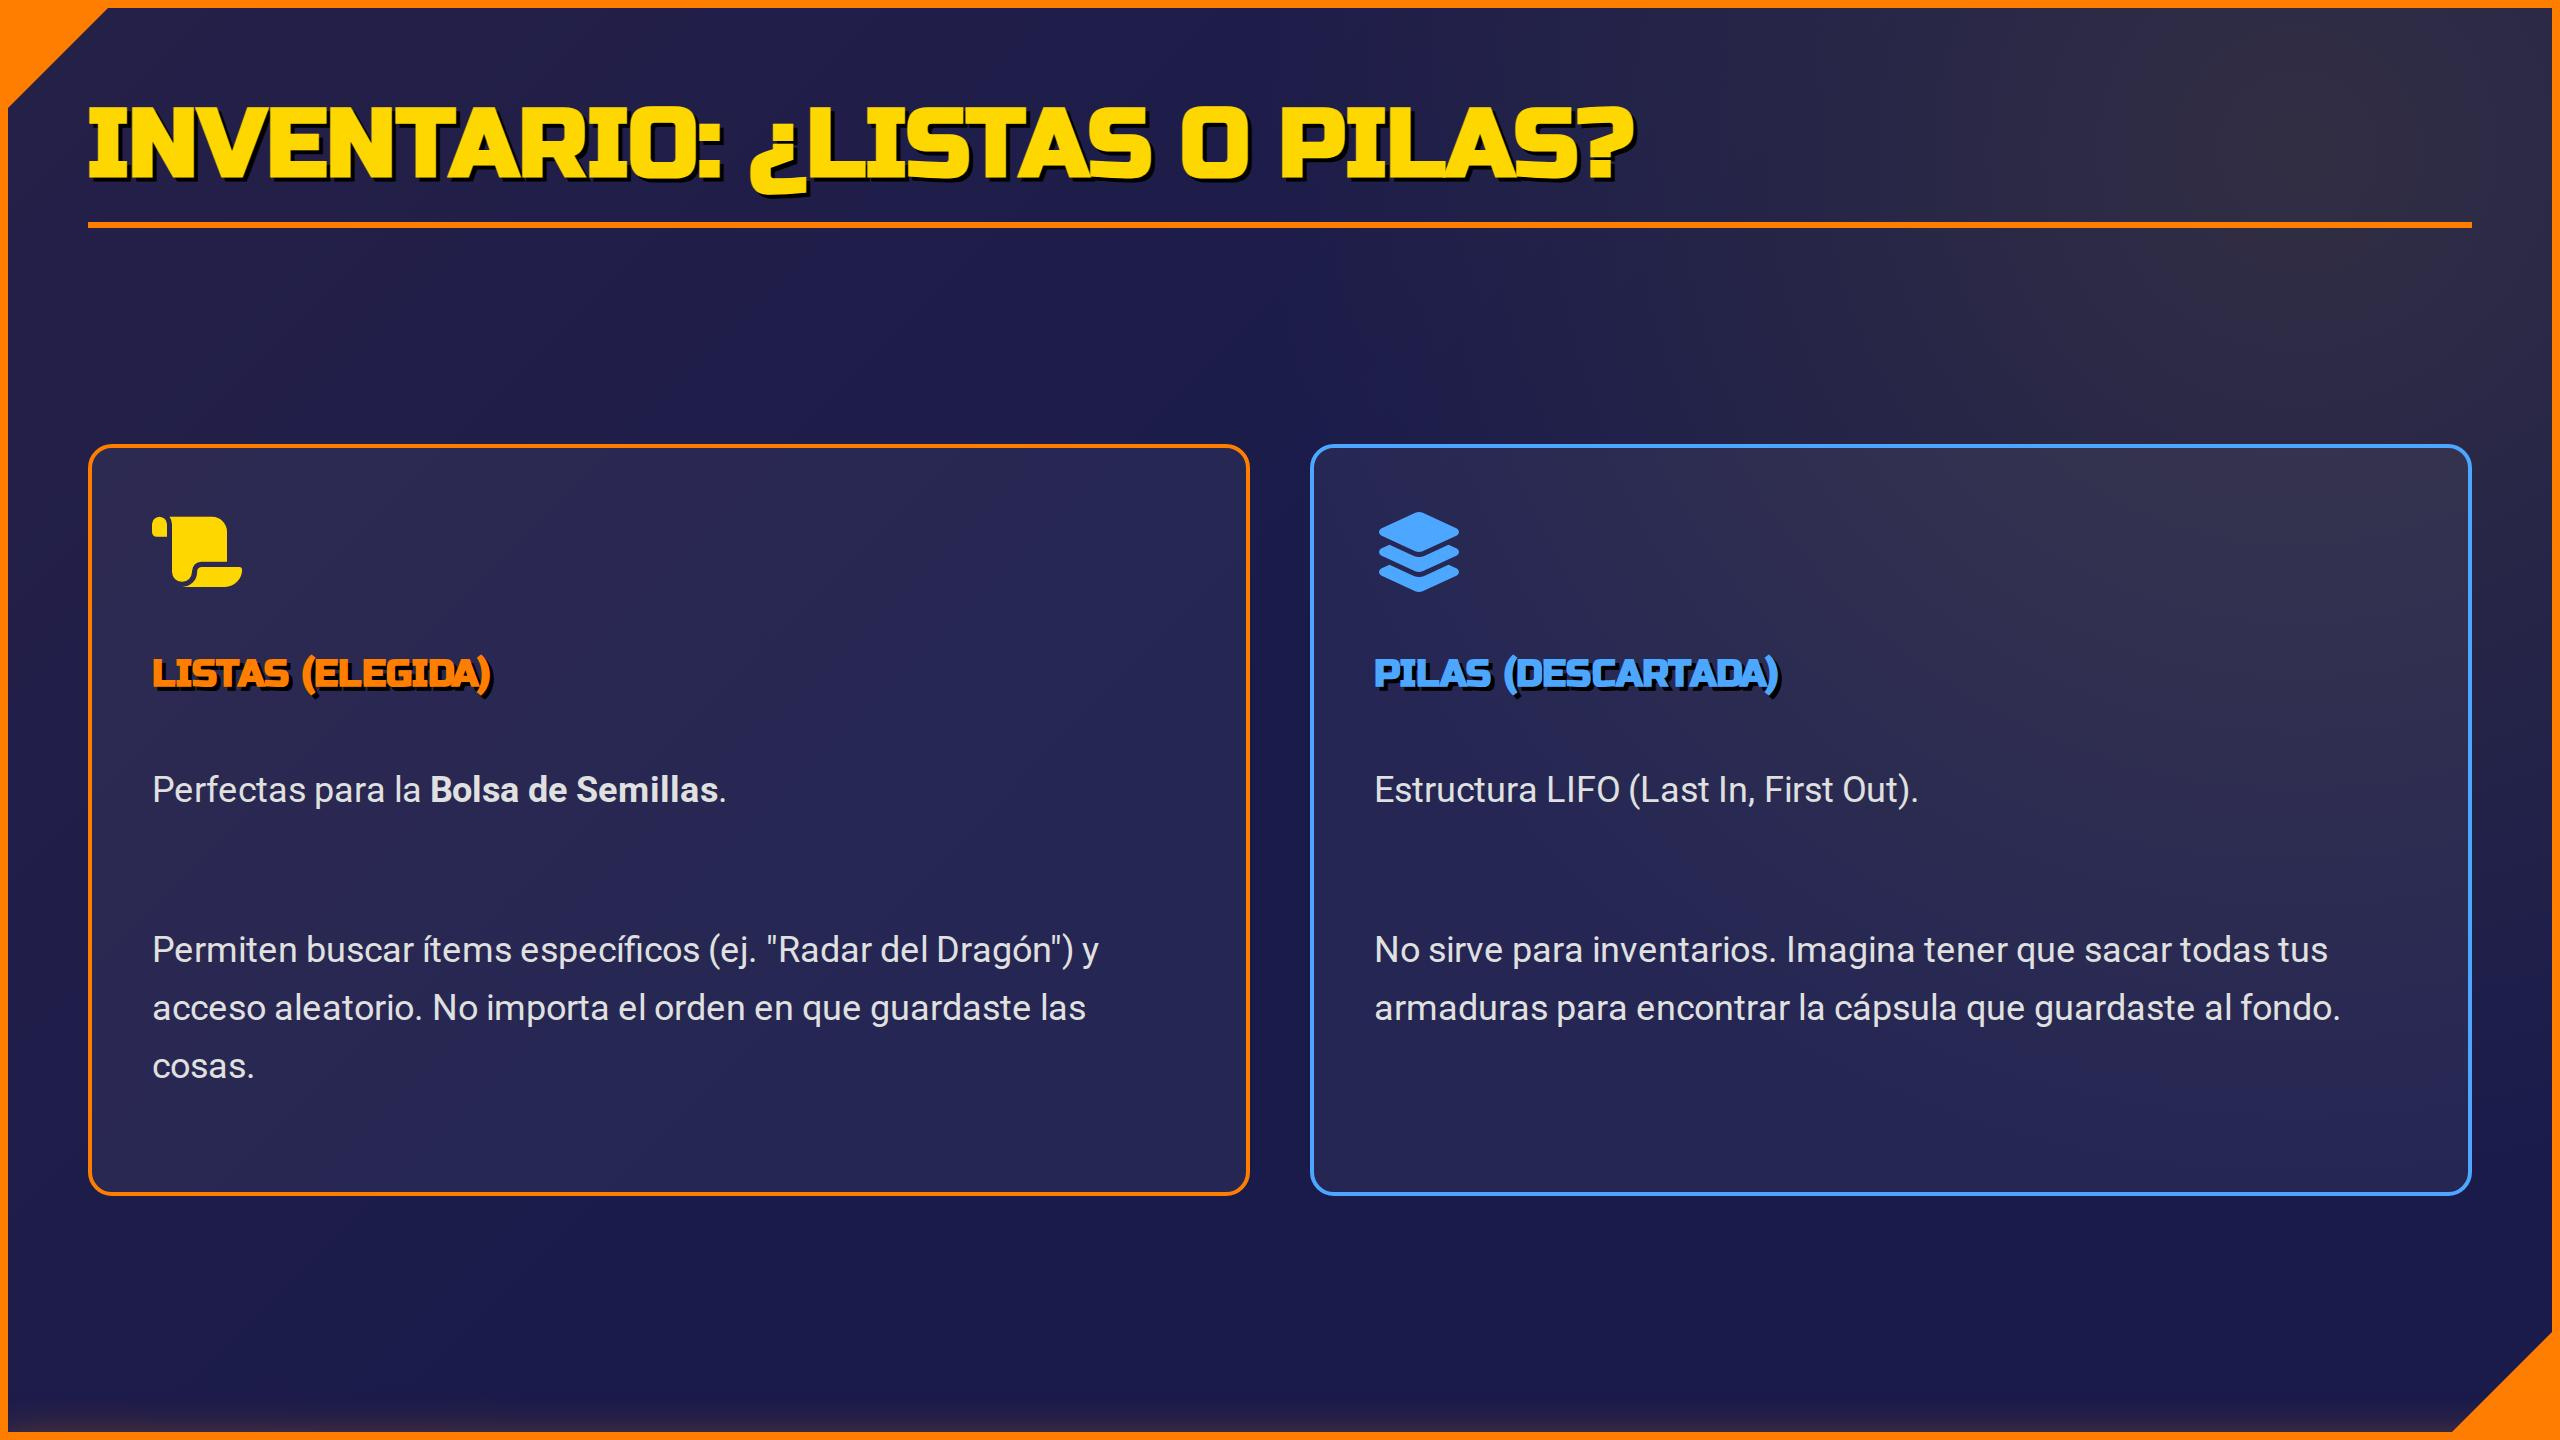 INVENTARIO: ¿LISTAS O PILAS?
LISTAS (ELEGIDA)
Perfectas para la Bolsa de Semillas.
Permiten buscar ítems específicos (ej. "Radar del Dragón") y
acceso aleatorio. No importa el orden en que guardaste las
cosas.
PILAS (DESCARTADA)
Estructura LIFO (Last In, First Out).
No sirve para inventarios. Imagina tener que sacar todas tus
armaduras para encontrar la cápsula que guardaste al fondo.